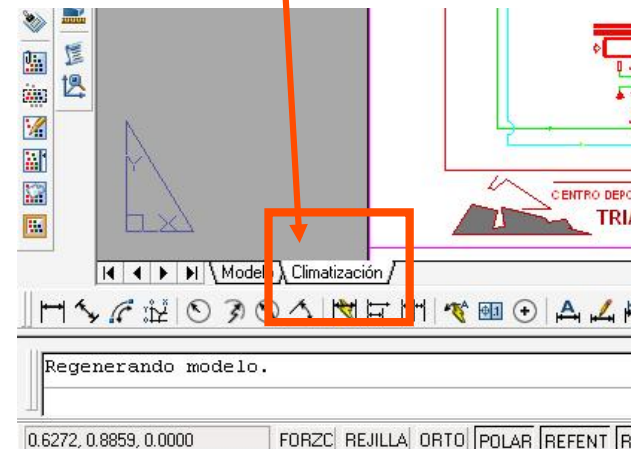 Y
X
CENTRO DEPO
TRIA
Modelo
Climatización
Regenerando modelo.
0.6272, 0.8859, 0.0000
FORZC REJILLA ORTO POLAR REFENT R